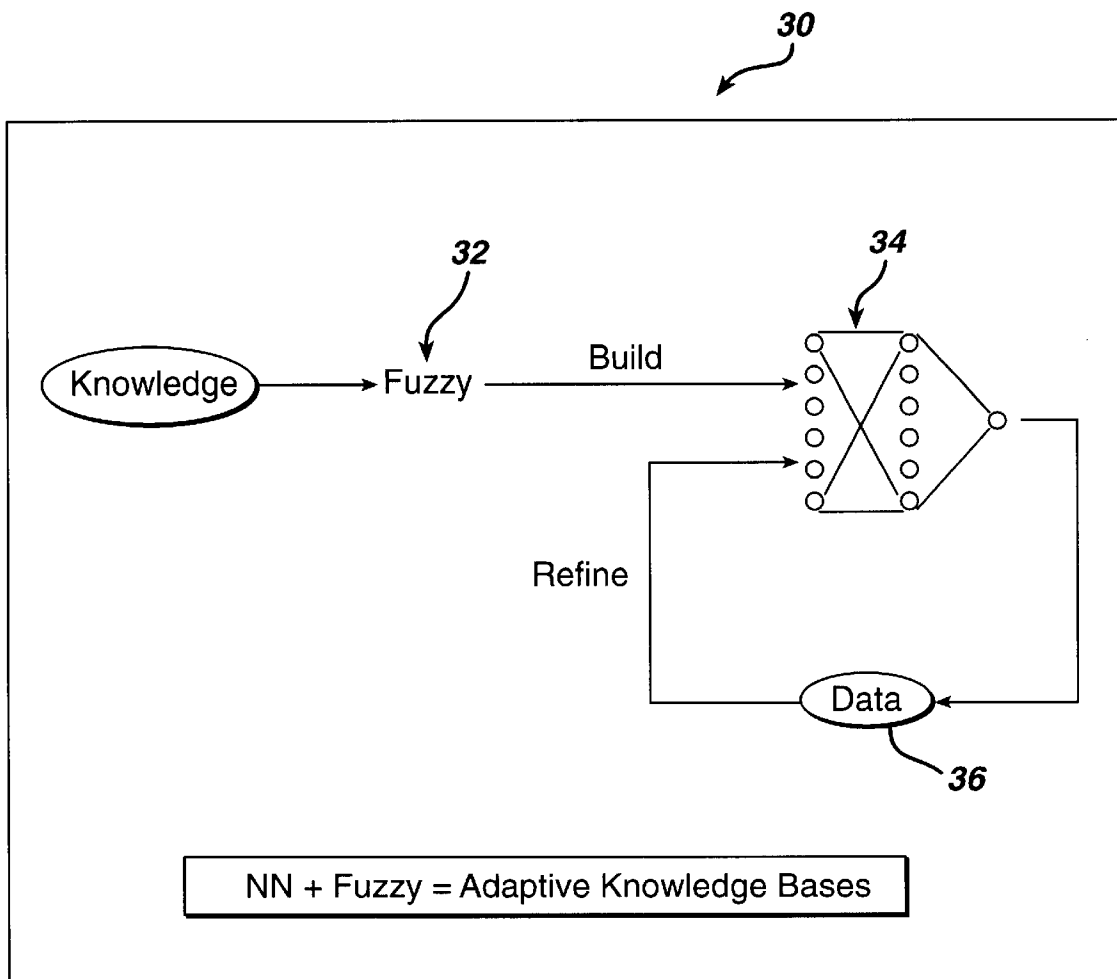 30
32
34
Knowledge
Fuzzy
Build
Refine
Data
36
NN + Fuzzy = Adaptive Knowledge Bases